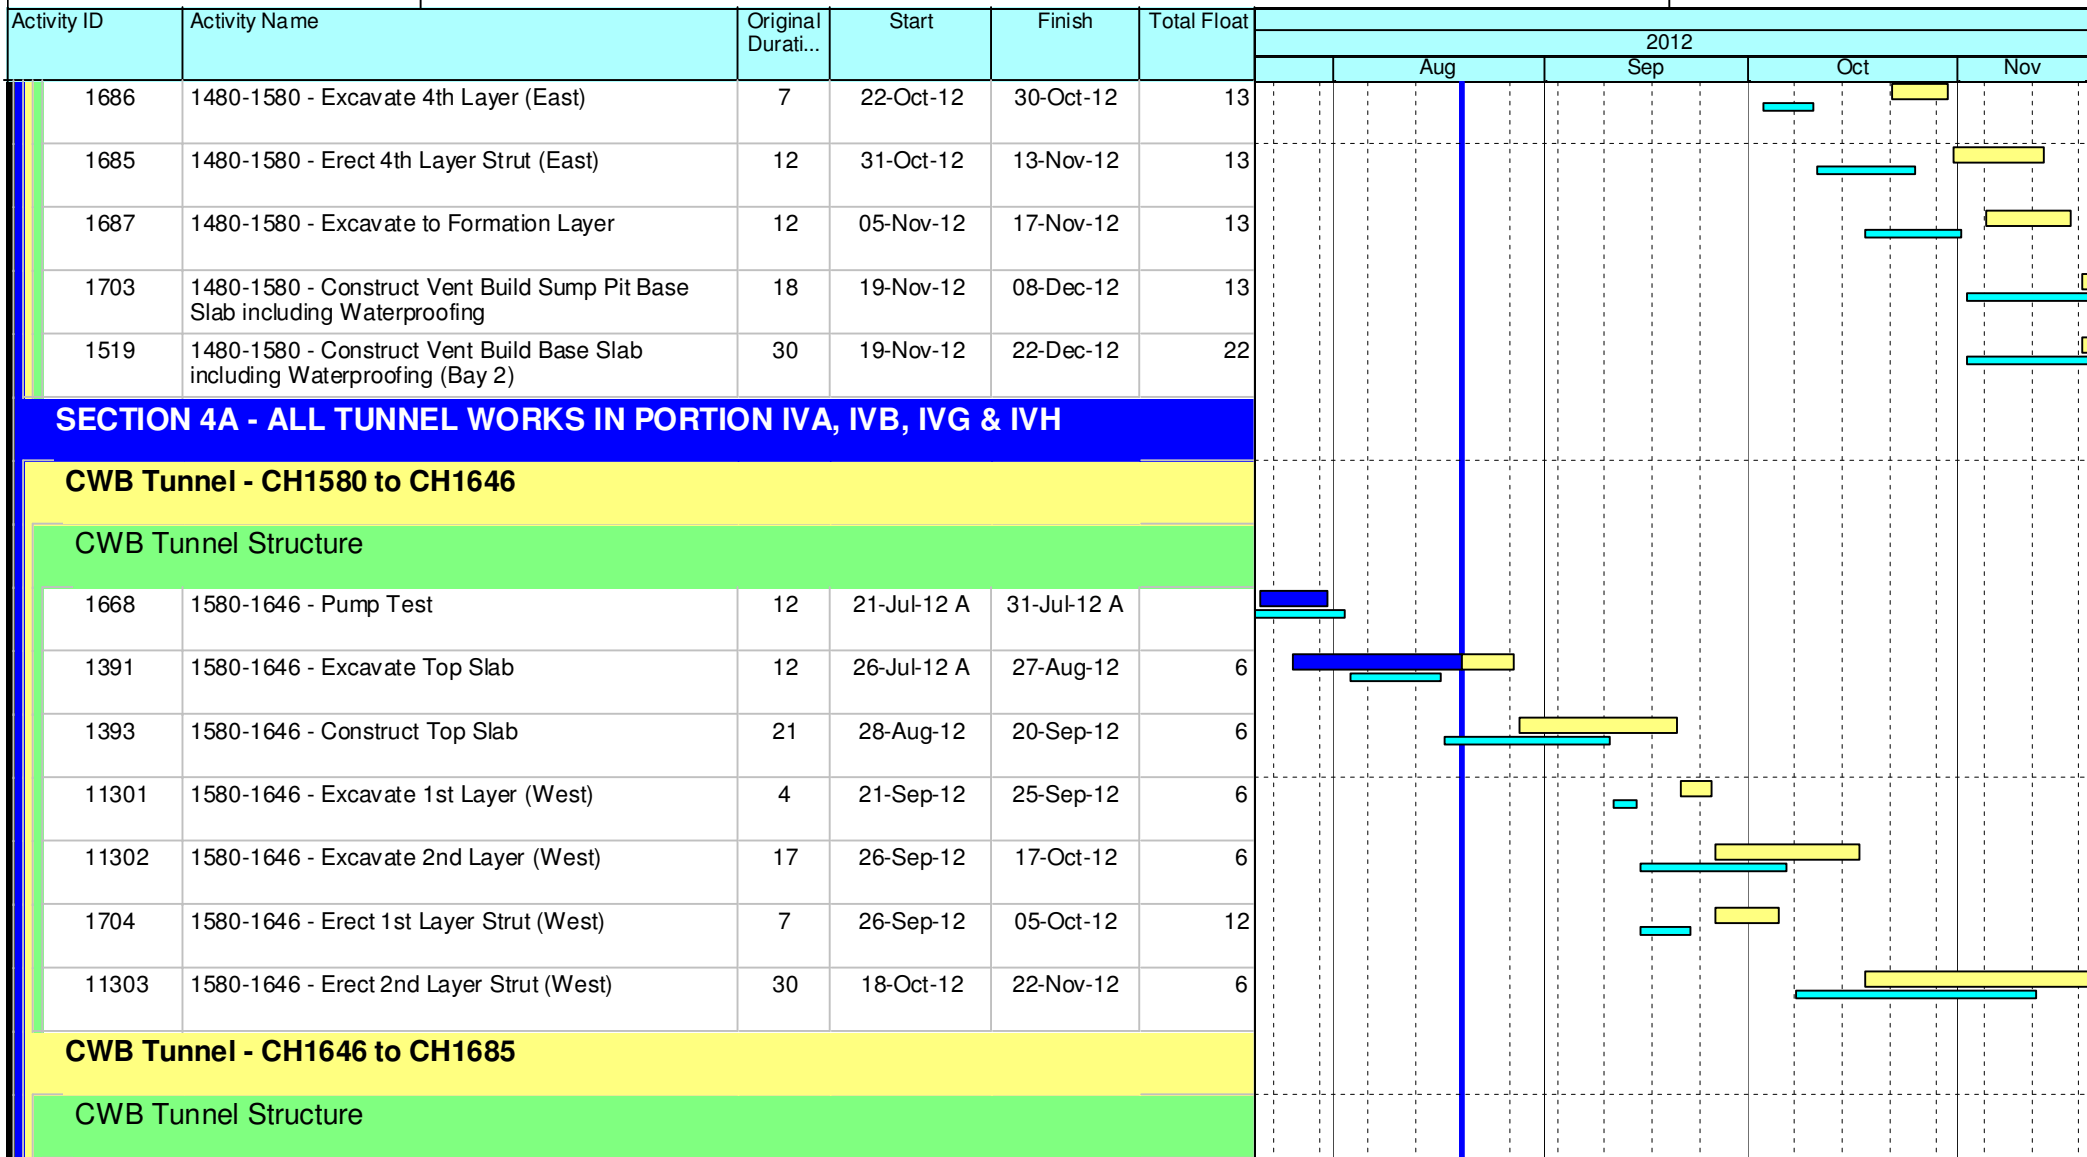 Activity ID Activity Name Original Start Finish Total Float
Durati...
2012
Aug Sep Oct Nov
1686 1480-1580 - Excavate 4th Layer (East) 7 22-Oct-12 30-Oct-12 13
1685 1480-1580 - Erect 4th Layer Strut (East) 12 31-Oct-12 13-Nov-12 13
1687 1480-1580 - Excavate to Formation Layer 12 05-Nov-12 17-Nov-12 13
1703 1480-1580 - Construct Vent Build Sump Pit Base 18 19-Nov-12 08-Dec-12 13
Slab including Waterproofing
1519 1480-1580 - Construct Vent Build Base Slab 30 19-Nov-12 22-Dec-12 22
including Waterproofing (Bay 2)
SECTION 4A - ALL TUNNEL WORKS IN PORTION IVA, IVB, IVG & IVH
CWB Tunnel - CH1580 to CH1646
CWB Tunnel Structure
1668 1580-1646 - Pump Test 12 21-Jul-12 A 31-Jul-12 A
1391 1580-1646 - Excavate Top Slab 12 26-Jul-12 A 27-Aug-12 6
1393 1580-1646 - Construct Top Slab 21 28-Aug-12 20-Sep-12 6
11301 1580-1646 - Excavate 1st Layer (West) 4 21-Sep-12 25-Sep-12 6
11302 1580-1646 - Excavate 2nd Layer (West) 17 26-Sep-12 17-Oct-12 6
1704 1580-1646 - Erect 1st Layer Strut (West) 7 26-Sep-12 05-Oct-12 12
11303 1580-1646 - Erect 2nd Layer Strut (West) 30 18-Oct-12 22-Nov-12 6
CWB Tunnel - CH1646 to CH1685
CWB Tunnel Structure